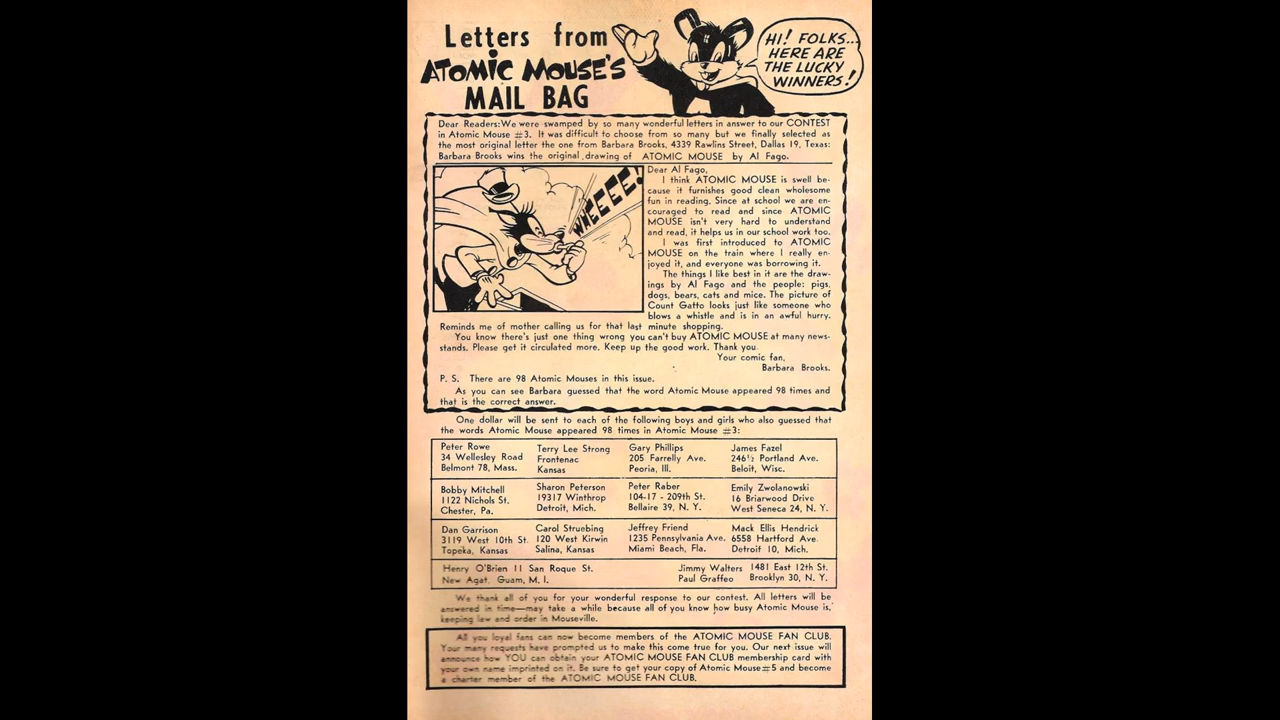 Letters from
ATOMIC MOUSE'S
MAIL BAG
HI! FOLKS...
HERE ARE
THE LUCKY
WINNERS!
Dear Readers: We were swamped by so many wonderful letters in answer to our CONTEST
in Atomic Mouse #3. It was difficult to choose from so many but we finally selected as
the most original letter the one from Barbara Brooks, 4339 Rawlins Street, Dallas 19, Texas:
Barbara Brooks wins the original drawing of ATOMIC MOUSE by Al Fago.
WHEEEE!
Dear Al Fago,
I think ATOMIC MOUSE is swell be-
cause it furnishes good clean wholesome
fun in reading. Since at school we are en-
couraged to read and since ATOMIC
MOUSE isn't very hard to understand
and read, it helps us in our school work too.
I was first introduced to ATOMIC
MOUSE on the train where I really en-
joyed it, and everyone was borrowing it.
The things I like best in it are the draw-
ings by Al Fago and the people: pigs,
dogs, bears, cats and mice. The picture of
Count Gatto looks just like someone who
blows a whistle and is in an awful hurry.
Reminds me of mother calling us for that last minute shopping.
You know there's just one thing wrong you can't buy ATOMIC MOUSE at many news-
stands. Please get it circulated more. Keep up the good work. Thank you.
Your comic fan,
Barbara Brooks.
P. S. There are 98 Atomic Mouses in this issue.
As you can see Barbara guessed that the word Atomic Mouse appeared 98 times and
that is the correct answer.
One dollar will be sent to each of the following boys and girls who also guessed that
the words Atomic Mouse appeared 98 times in Atomic Mouse #3:
Peter Rowe
34 Wellesley Road
Belmont 78, Mass.
Terry Lee Strong
Frontenac
Kansas
Gary Phillips
205 Farrelly Ave.
Peoria, Ill.
James Fazel
246½ Portland Ave.
Beloit, Wisc.
Bobby Mitchell
1122 Nichols St.
Chester, Pa.
Sharon Peterson
19317 Winthrop
Detroit, Mich.
Peter Raber
104-17 - 209th St.
Bellaire 39, N. Y.
Emily Zwolanowski
16 Briarwood Drive
West Seneca 24, N. Y.
Dan Garrison
3119 West 10th St.
Topeka, Kansas
Carol Struebing
120 West Kirwin
Salina, Kansas
Jeffrey Friend
1235 Pennsylvania Ave.
Miami Beach, Fla.
Mack Ellis Hendrick
6558 Hartford Ave.
Detroit 10, Mich.
Henry O'Brien 11 San Roque St.
New Agat, Guam, M. I.
Jimmy Walters 1481 East 12th St.
Paul Graffeo Brooklyn 30, N. Y.
We thank all of you for your wonderful response to our contest. All letters will be
answered in time—may take a while because all of you know how busy Atomic Mouse is,
keeping law and order in Mouseville.
All you loyal fans can now become members of the ATOMIC MOUSE FAN CLUB.
Your many requests have prompted us to make this come true for you. Our next issue will
announce how YOU can obtain your ATOMIC MOUSE FAN CLUB membership card with
your own name imprinted on it. Be sure to get your copy of Atomic Mouse #5 and become
a charter member of the ATOMIC MOUSE FAN CLUB.